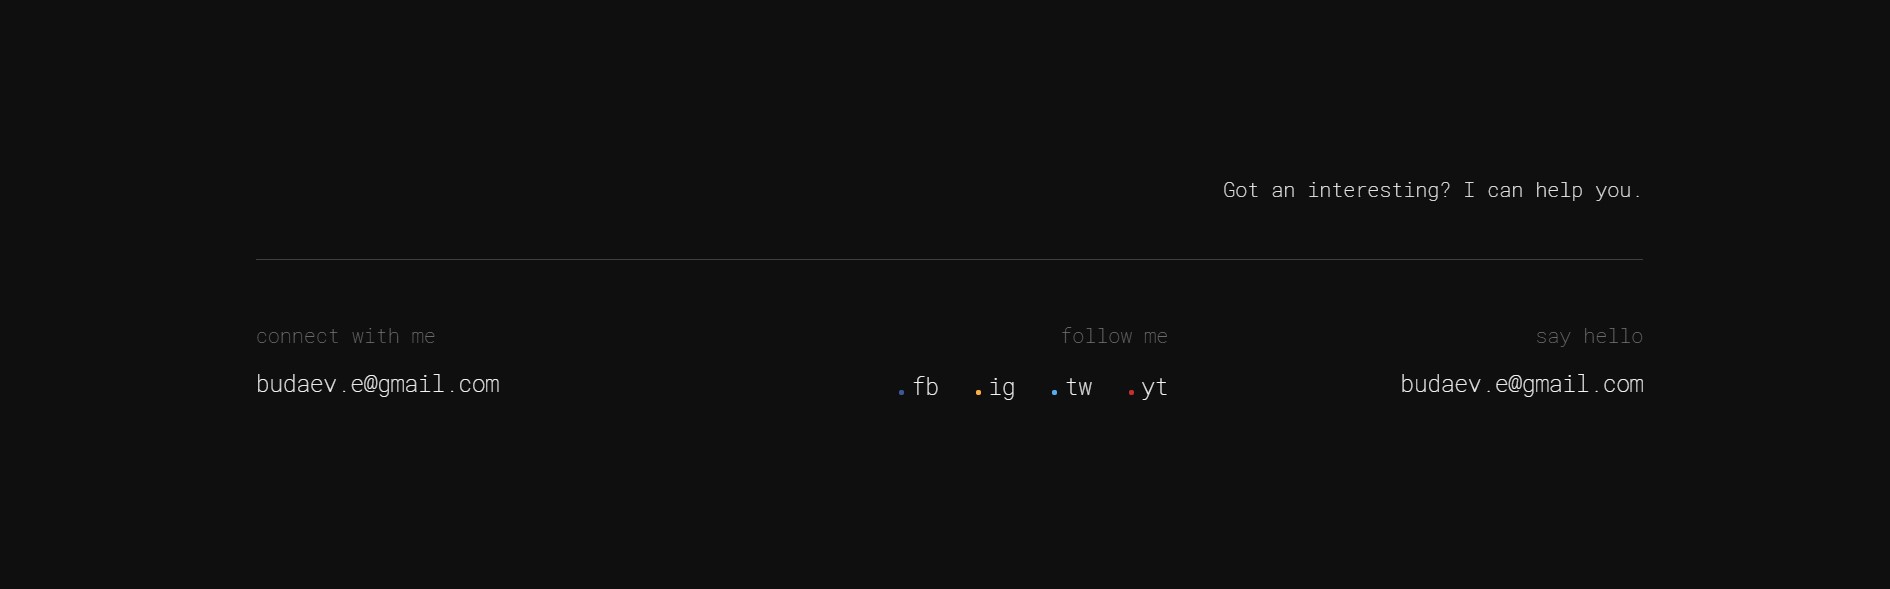 Got an interesting? I can help you.
connect with me
budaev.e@gmail.com
follow me
fb ig tw yt
say hello
budaev.e@gmail.com